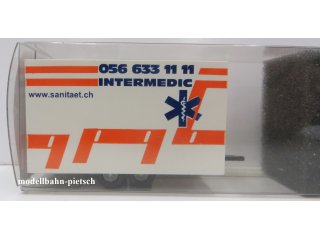 056 633 11 11
INTERMEDIC
www.sanitaet.ch
modellbahn-pietsch